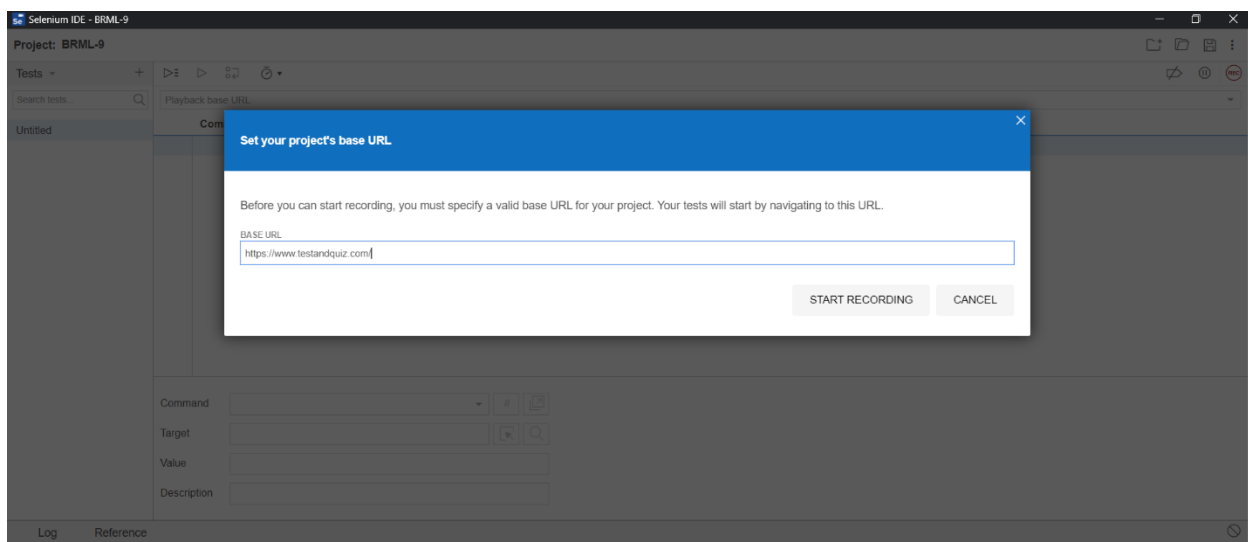 Se Selenium IDE - BRML-9
Project: BRML-9
Tests
Search tests...
Playback base URL
Untitled
Com
REC
Set your project's base URL
Before you can start recording, you must specify a valid base URL for your project. Your tests will start by navigating to this URL.
BASE URL
https://www.testandquiz.com/
START RECORDING CANCEL
Command
//
Target
Value
Description
Log Reference